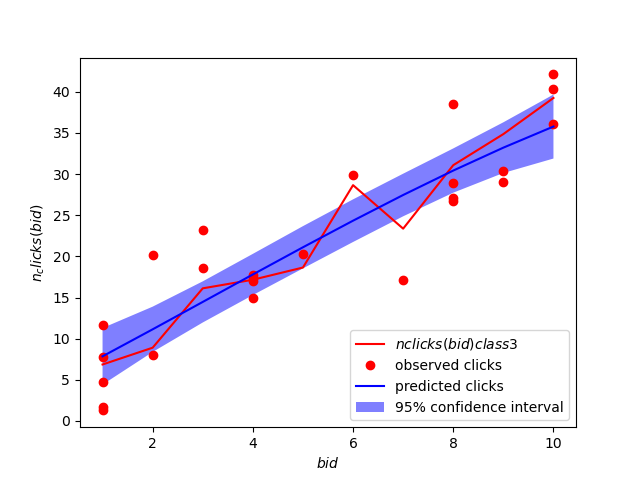 40
35
30
25
20
15
10
5
0
n_clicks(bid)
2
4
6
8
10
bid
nclicks(bid)class3
observed clicks
predicted clicks
95% confidence interval